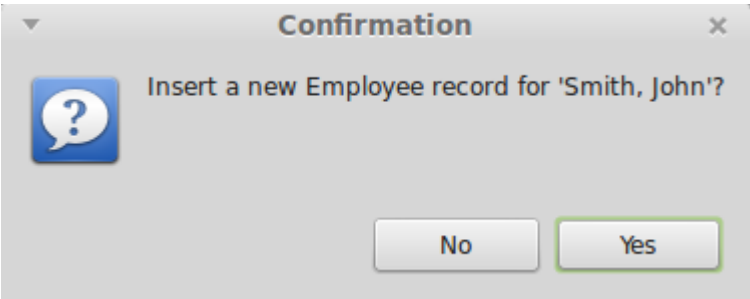 Confirmation
Insert a new Employee record for 'Smith, John'?
No
Yes